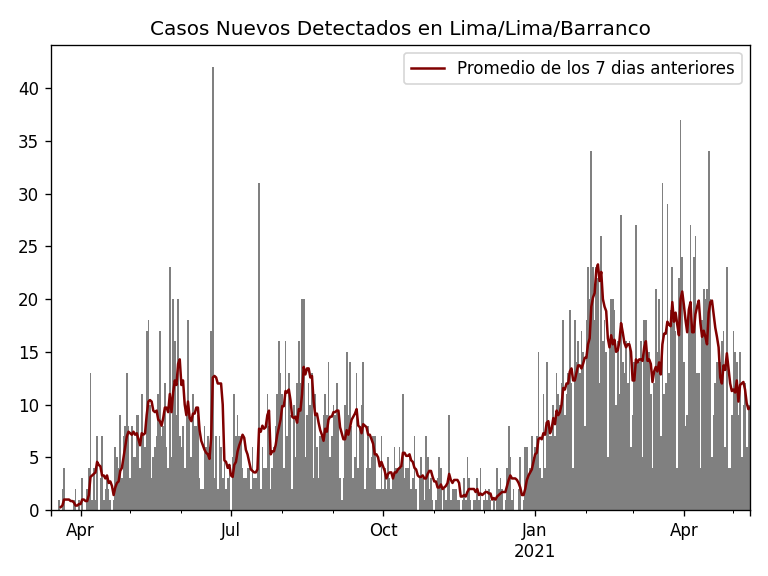 Casos Nuevos Detectados en Lima/Lima/Barranco
Promedio de los 7 dias anteriores
40
35
30
25
20
15
10
5
0
Apr
Jul
Oct
Jan
2021
Apr